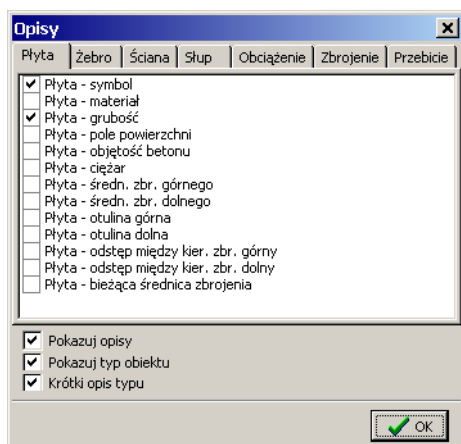 Opisy
Płyta Żebro Ściana Słup Obciążenie Zbrojenie Przebicie
Płyta - symbol
Płyta - materiał
Płyta - grubość
Płyta - pole powierzchni
Płyta - objętość betonu
Płyta - ciężar
Płyta - średn. zbr. górnego
Płyta - średn. zbr. dolnego
Płyta - otulina górna
Płyta - otulina dolna
Płyta - odstęp między kier. zbr. górny
Płyta - odstęp między kier. zbr. dolny
Płyta - bieżąca średnica zbrojenia
Pokazuj opisy
Pokazuj typ obiektu
Krótki opis typu
OK